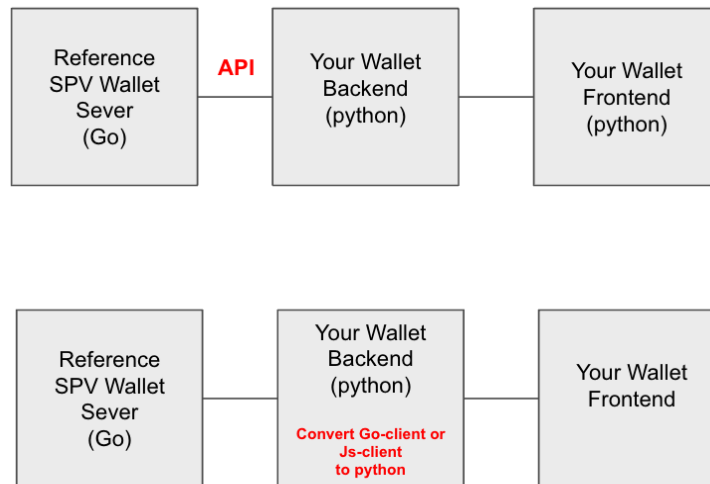 Reference
SPV Wallet
Sever
(Go)
API
Your Wallet
Backend
(python)
Your Wallet
Frontend
(python)
Reference
SPV Wallet
Sever
(Go)
Your Wallet
Backend
(python)
Convert Go-client or
Js-client
to python
Your Wallet
Frontend